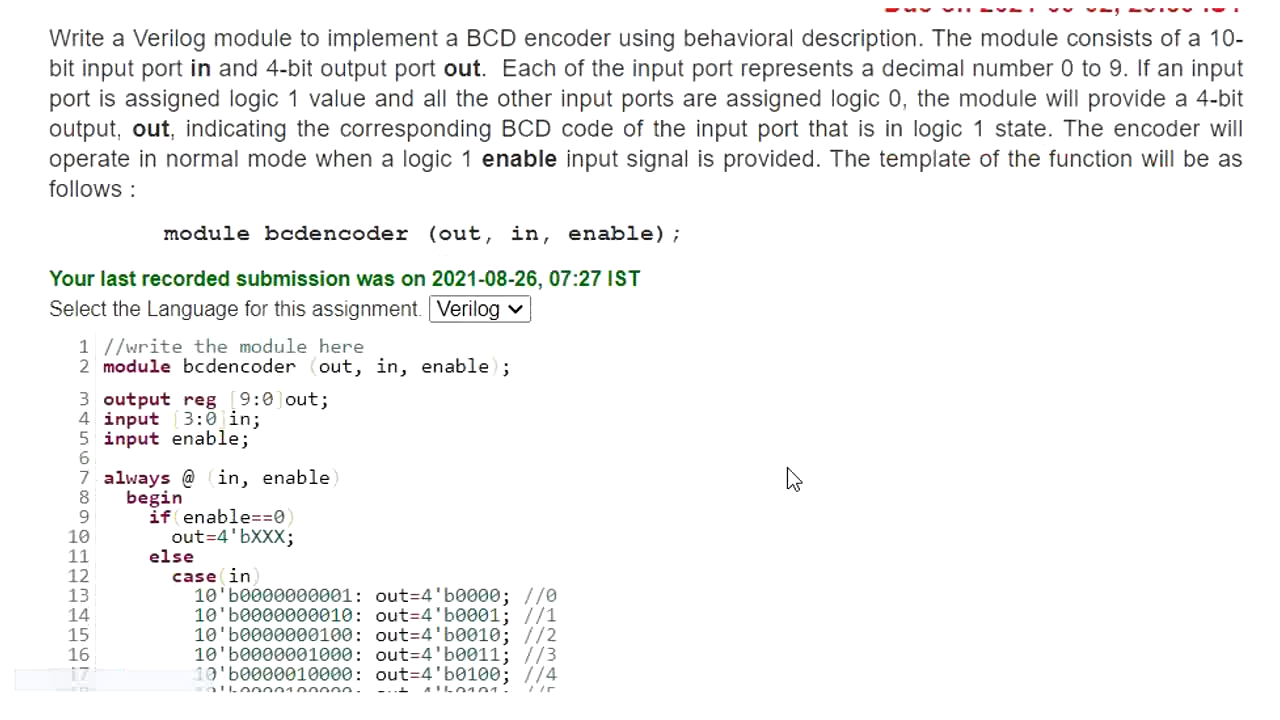 Write a Verilog module to implement a BCD encoder using behavioral description. The module consists of a 10-
bit input port in and 4-bit output port out. Each of the input port represents a decimal number 0 to 9. If an input
port is assigned logic 1 value and all the other input ports are assigned logic 0, the module will provide a 4-bit
output, out, indicating the corresponding BCD code of the input port that is in logic 1 state. The encoder will
operate in normal mode when a logic 1 enable input signal is provided. The template of the function will be as
follows :
module bcdencoder (out, in, enable);
Your last recorded submission was on 2021-08-26, 07:27 IST
Select the Language for this assignment. Verilog
1 //write the module here
2 module bcdencoder (out, in, enable);
3 output reg [9:0]out;
4 input [3:0]in;
5 input enable;
6
7 always @ (in, enable)
8 begin
9 if(enable==0)
10 out=4'bXXX;
11 else
12 case(in)
13 10'b0000000001: out=4'b0000; //0
14 10'b0000000010: out=4'b0001; //1
15 10'b0000000100: out=4'b0010; //2
16 10'b0000001000: out=4'b0011; //3
17 10'b0000010000: out=4'b0100; //4